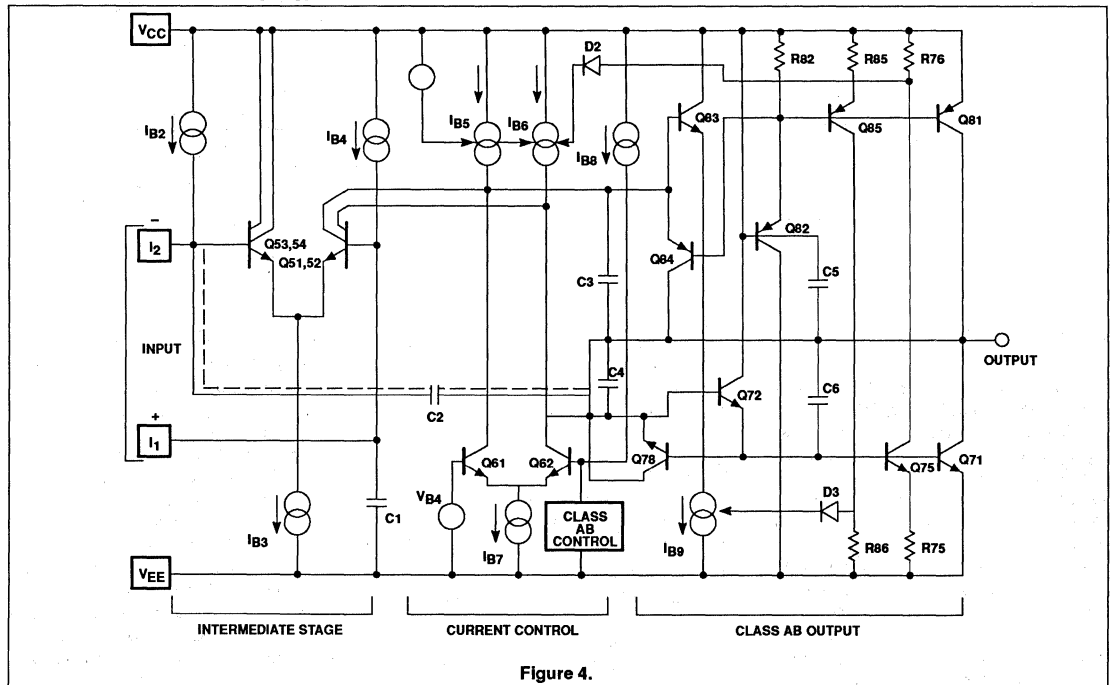 VCC
D2
R82
R85
R76
IB2
IB4
IB5
IB6
IB8
Q83
Q85
Q81
–
I2
Q53,54
Q51,52
Q84
Q82
C3
C5
INPUT
OUTPUT
C4
C2
Q72
C6
+
I1
Q61
Q62
Q78
Q75
Q71
VB4
D3
IB3
C1
IB7
CLASS
AB
CONTROL
IB9
R86
R75
VEE
INTERMEDIATE STAGE
CURRENT CONTROL
CLASS AB OUTPUT
Figure 4.